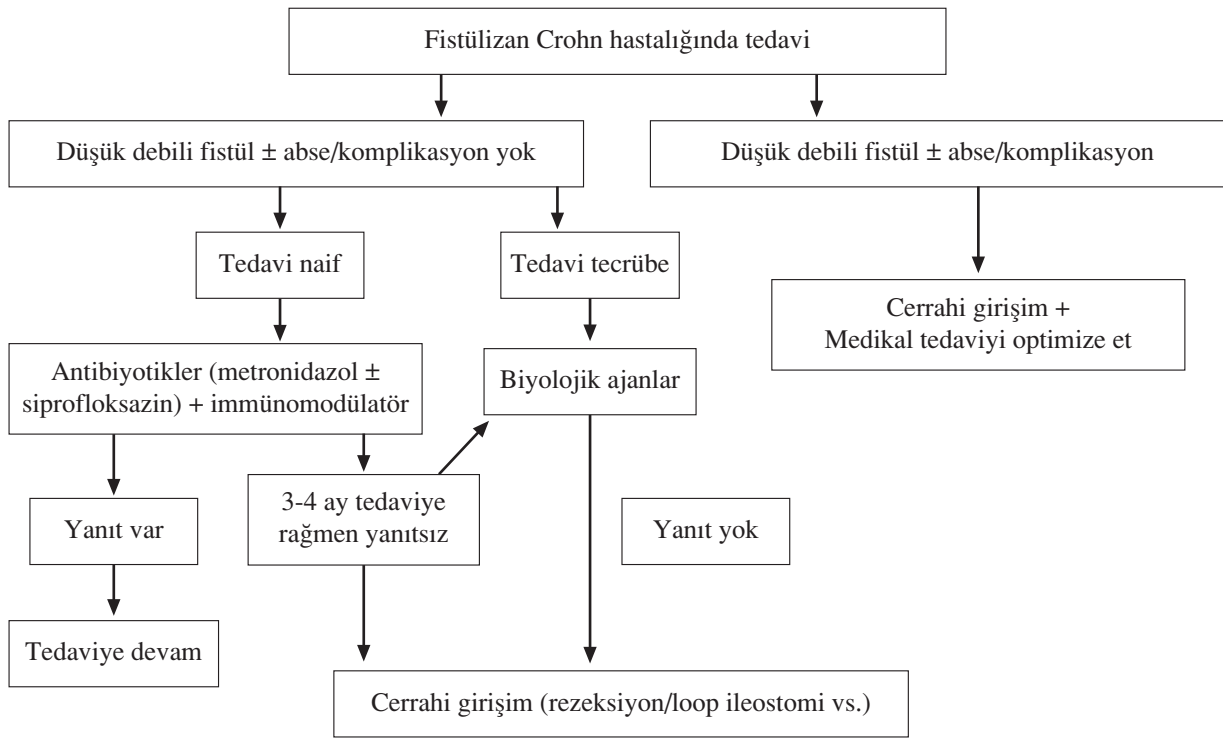 Fistülizan Crohn hastalığında tedavi
Düşük debili fistül ± abse/komplikasyon yok
Düşük debili fistül ± abse/komplikasyon
Tedavi naif
Tedavi tecrübe
Cerrahi girişim +
Medikal tedaviyi optimize et
Antibiyotikler (metronidazol ±
siprofloksazin) + immünomodülatör
Biyolojik ajanlar
Yanıt var
3-4 ay tedaviye
rağmen yanıtsız
Yanıt yok
Tedaviye devam
Cerrahi girişim (rezeksiyon/loop ileostomi vs.)